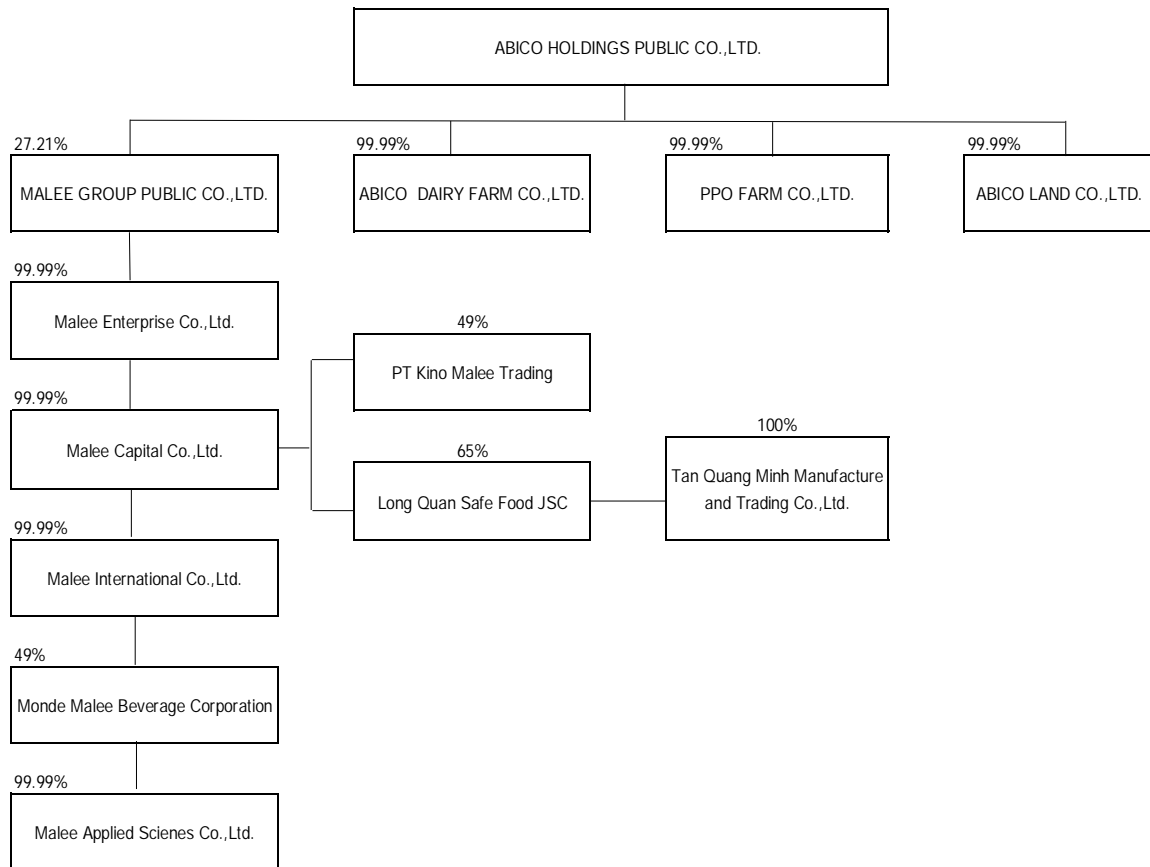 ABICO HOLDINGS PUBLIC CO.,LTD.
27.21%
99.99%
99.99%
99.99%
MALEE GROUP PUBLIC CO.,LTD.
ABICO DAIRY FARM CO.,LTD.
PPO FARM CO.,LTD.
ABICO LAND CO.,LTD.
99.99%
Malee Enterprise Co.,Ltd.
49%
PT Kino Malee Trading
99.99%
Malee Capital Co.,Ltd.
65%
Long Quan Safe Food JSC
100%
Tan Quang Minh Manufacture
and Trading Co.,Ltd.
99.99%
Malee International Co.,Ltd.
49%
Monde Malee Beverage Corporation
99.99%
Malee Applied Scienes Co.,Ltd.